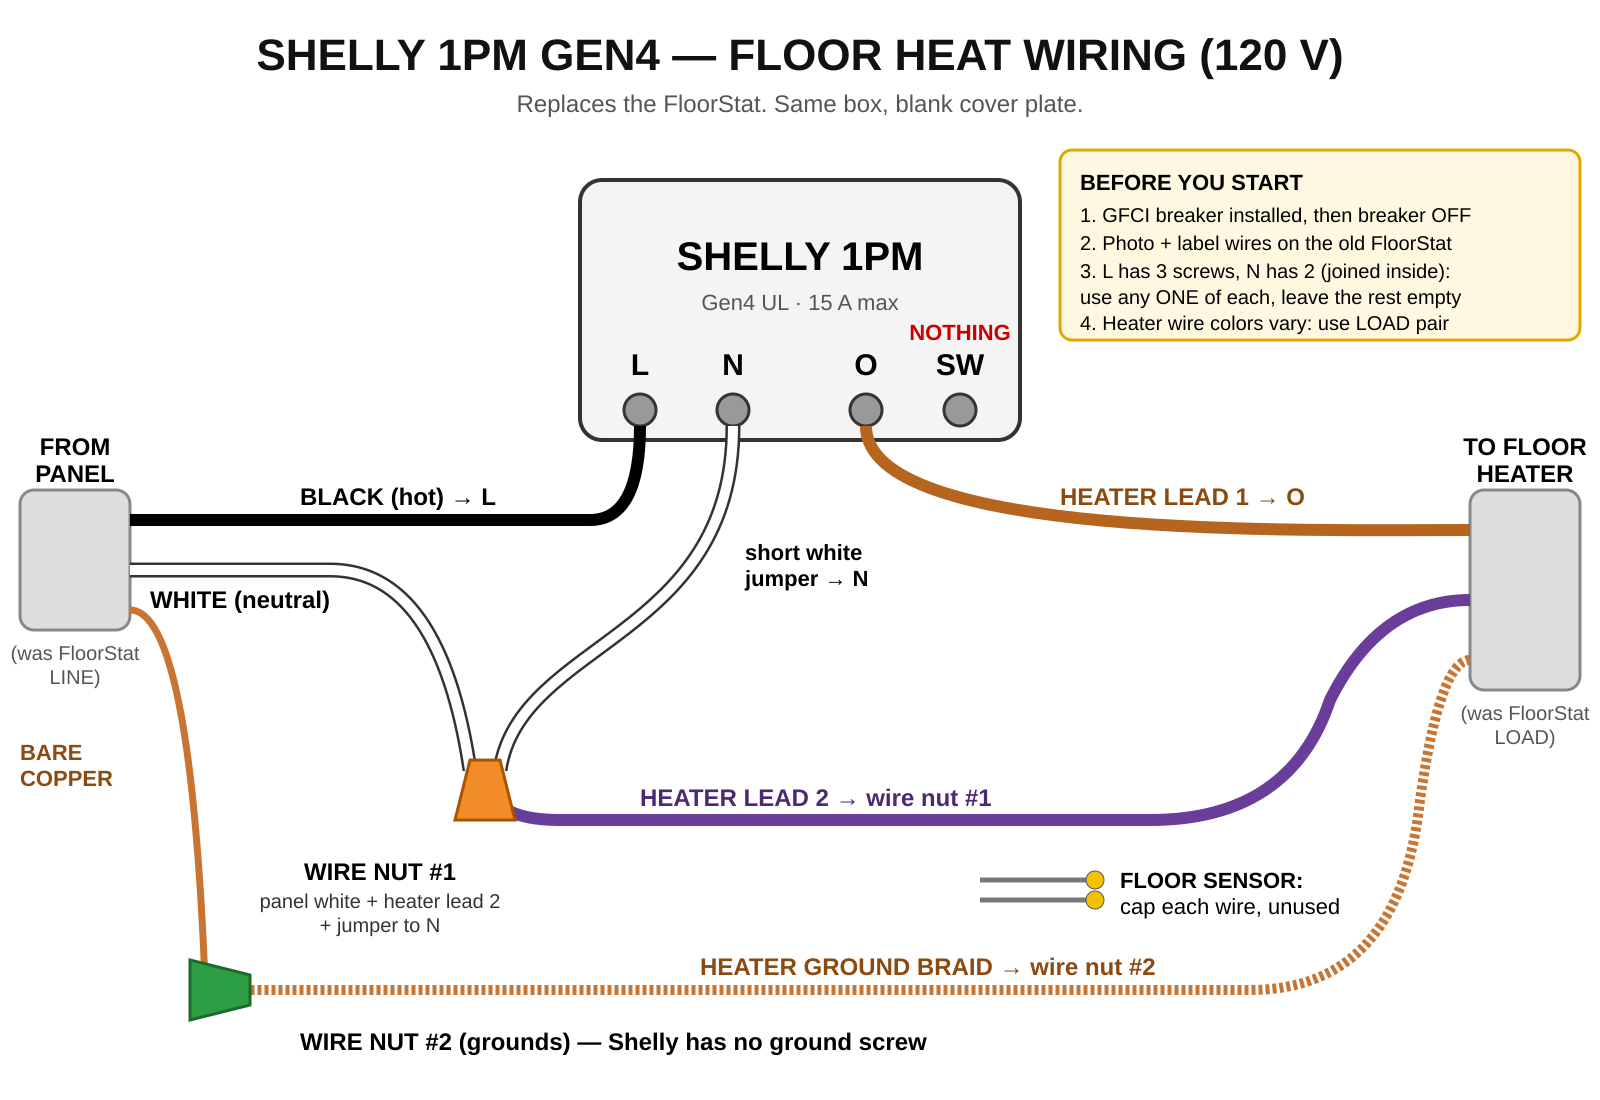 SHELLY 1PM GEN4 — FLOOR HEAT WIRING (120 V)
Replaces the FloorStat. Same box, blank cover plate.
BEFORE YOU START
1. GFCI breaker installed, then breaker OFF
2. Photo + label wires on the old FloorStat
3. L has 3 screws, N has 2 (joined inside):
use any ONE of each, leave the rest empty
4. Heater wire colors vary: use LOAD pair
SHELLY 1PM
Gen4 UL · 15 A max
NOTHING
L N O SW
FROM
PANEL
TO FLOOR
HEATER
BLACK (hot) → L
HEATER LEAD 1 → O
short white
jumper → N
WHITE (neutral)
(was FloorStat
LINE)
(was FloorStat
LOAD)
BARE
COPPER
HEATER LEAD 2 → wire nut #1
WIRE NUT #1
panel white + heater lead 2
+ jumper to N
FLOOR SENSOR:
cap each wire, unused
HEATER GROUND BRAID → wire nut #2
WIRE NUT #2 (grounds) — Shelly has no ground screw